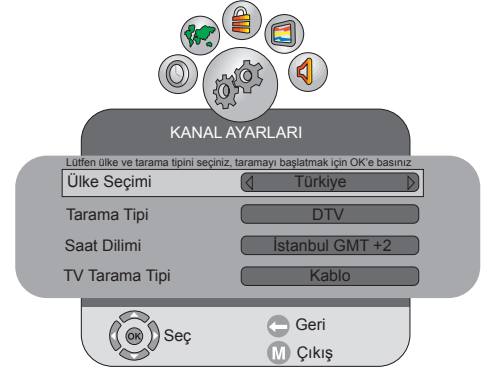 KANAL AYARLARI
Lütfen ülke ve tarama tipini seçiniz, taramayı başlatmak için OK'e basınız
Ülke Seçimi Türkiye
Tarama Tipi DTV
Saat Dilimi İstanbul GMT +2
TV Tarama Tipi Kablo
OK Seç
Geri
M Çıkış